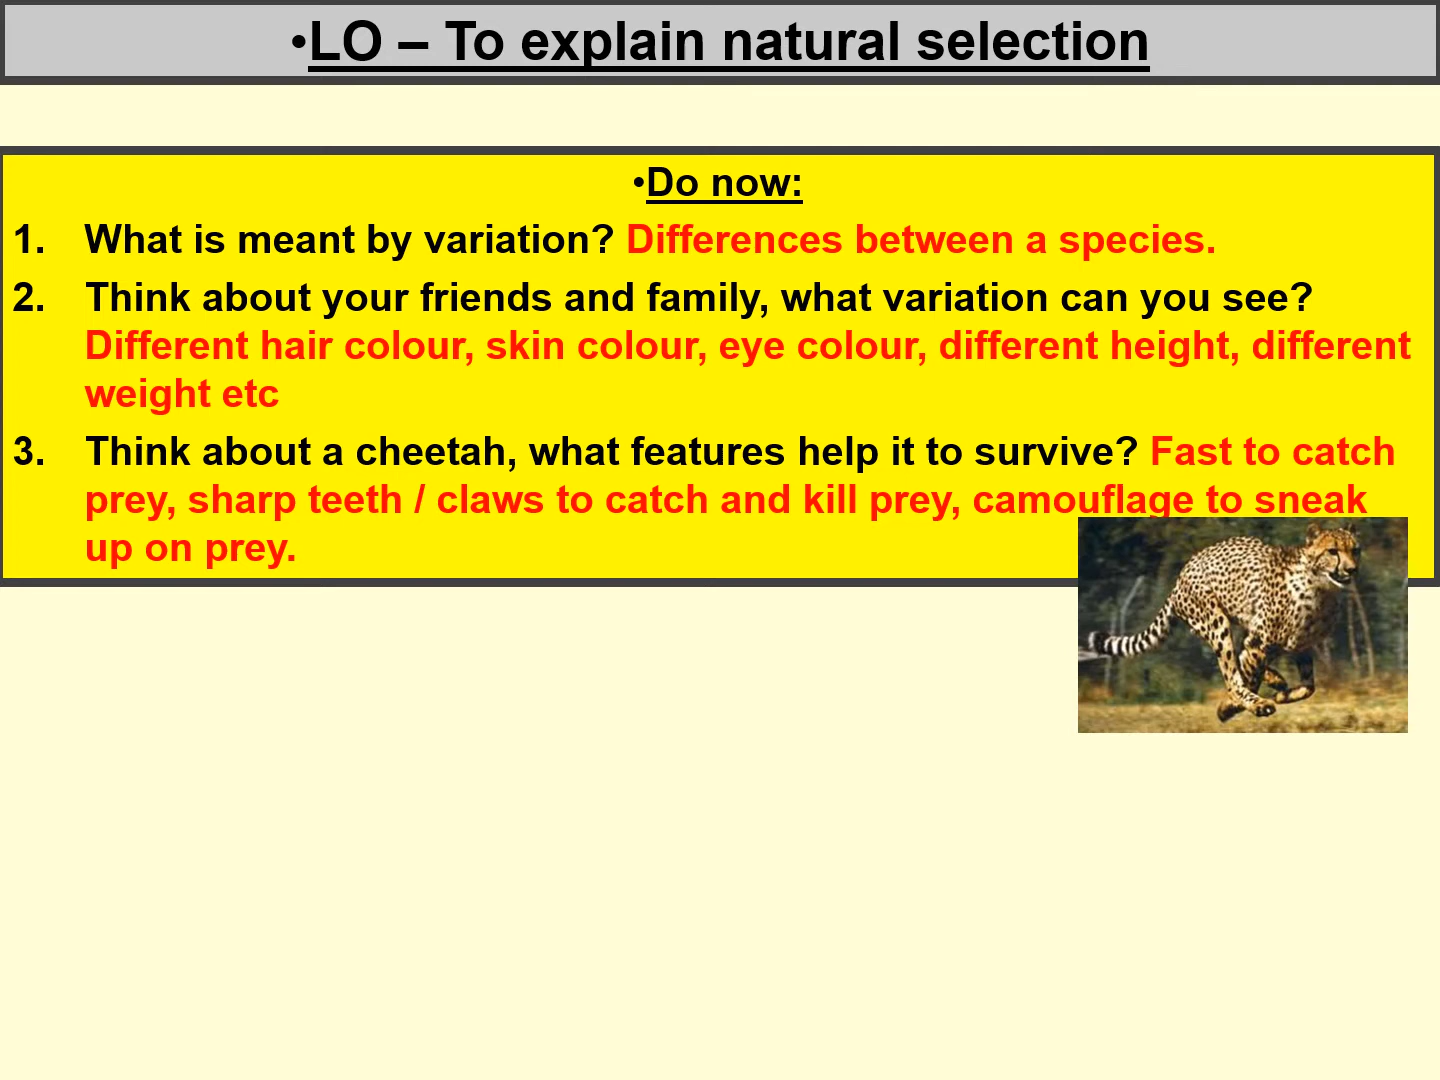 •LO – To explain natural selection
•Do now:
1. What is meant by variation? Differences between a species.
2. Think about your friends and family, what variation can you see?
Different hair colour, skin colour, eye colour, different height, different
weight etc
3. Think about a cheetah, what features help it to survive? Fast to catch
prey, sharp teeth / claws to catch and kill prey, camouflage to sneak
up on prey.